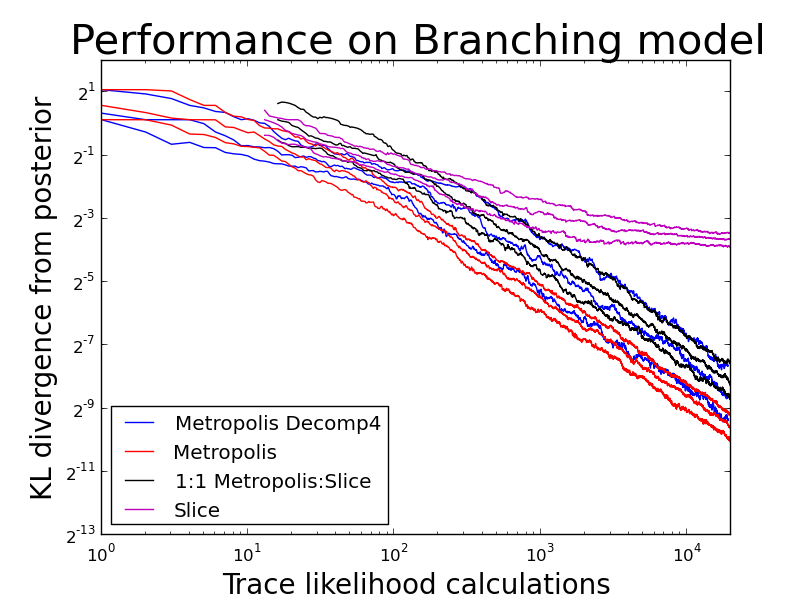 Performance on Branching model
KL divergence from posterior
2^1
2^-1
2^-3
2^-5
2^-7
2^-9
2^-11
2^-13
Metropolis Decomp4
Metropolis
1:1 Metropolis:Slice
Slice
10^0 10^1 10^2 10^3 10^4
Trace likelihood calculations